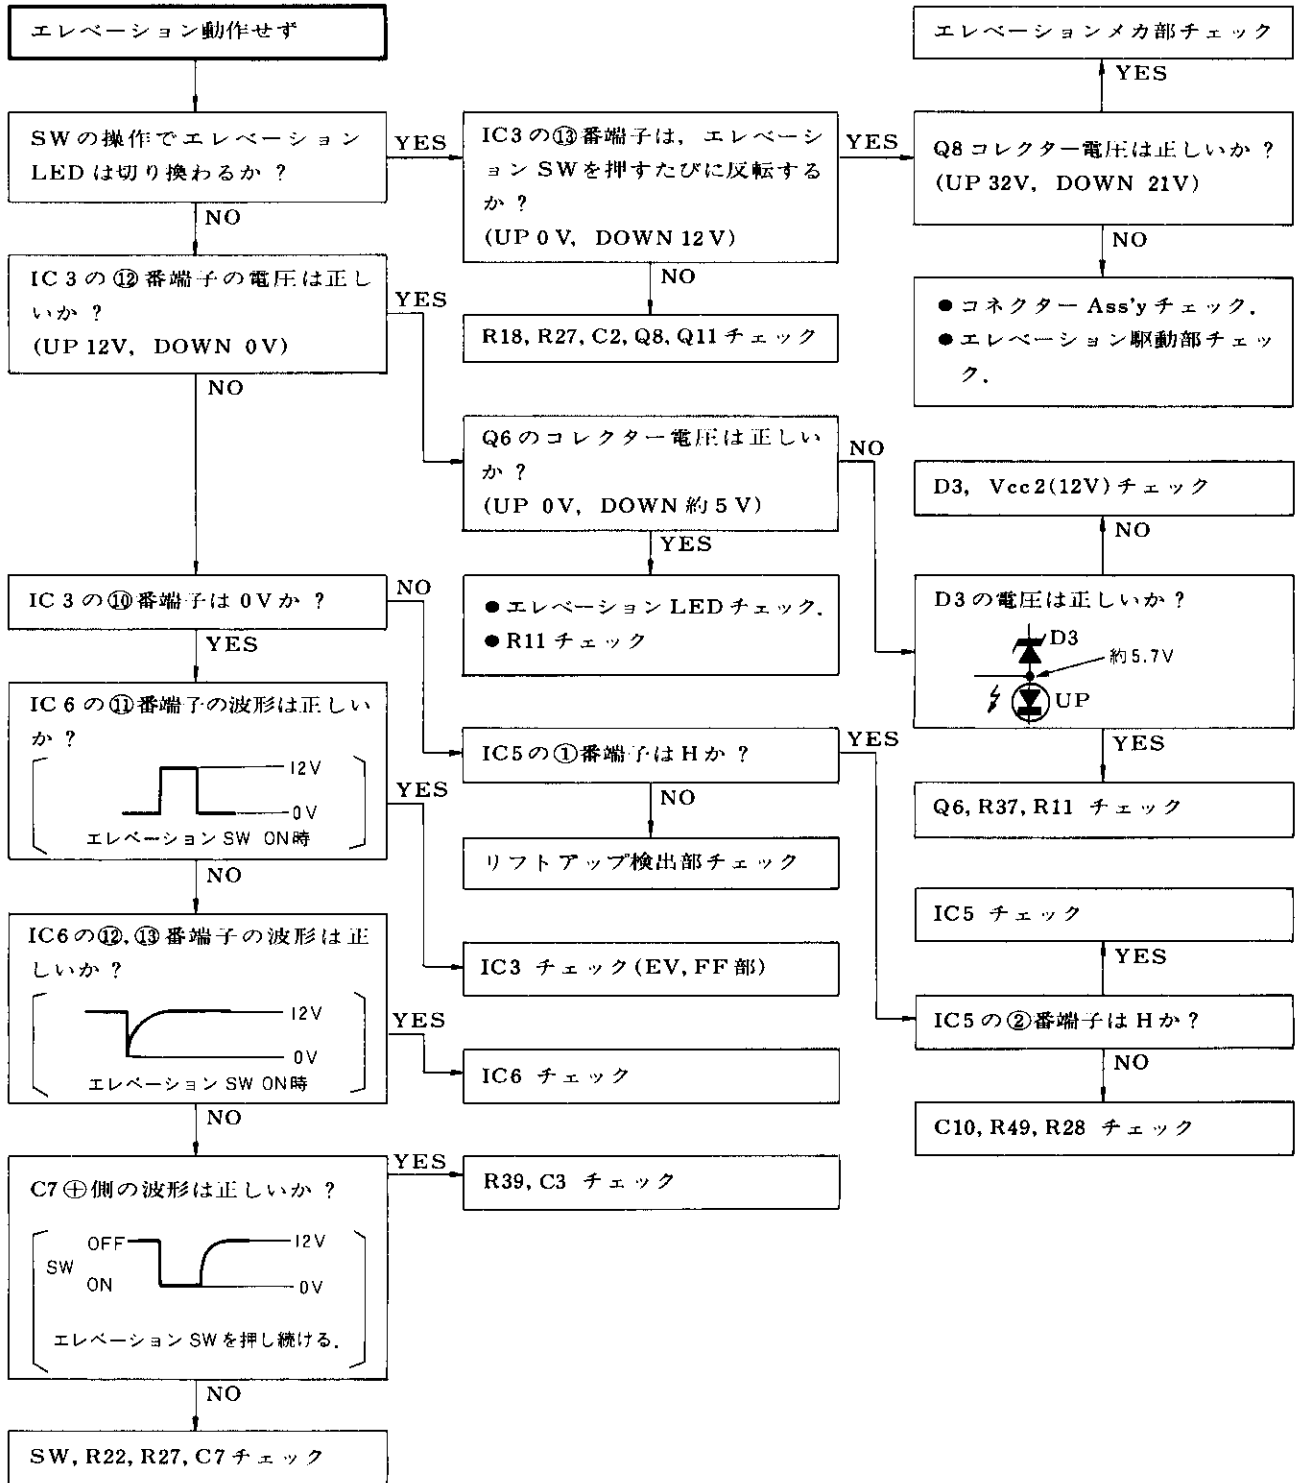 エレベーション動作せず
SWの操作でエレベーション
LEDは切り換わるか？
YES
NO
IC3の⑬番端子は，エレベーシ
ョンSWを押すたびに反転する
か？
(UP 0V, DOWN 12V)
YES
NO
R18, R27, C2, Q8, Q11チェック
エレベーションメカ部チェック
YES
Q8コレクター電圧は正しいか？
(UP 32V, DOWN 21V)
NO
●コネクターAss'yチェック．
●エレベーション駆動部チェッ
ク．
IC3の⑫番端子の電圧は正し
いか？
(UP 12V, DOWN 0V)
YES
NO
Q6のコレクター電圧は正しい
か？
(UP 0V, DOWN 約5V)
NO
YES
●エレベーションLEDチェック．
●R11チェック
D3, Vcc2(12V)チェック
NO
D3の電圧は正しいか？
D3
約5.7V
UP
YES
Q6, R37, R11 チェック
IC3の⑩番端子は0Vか？
NO
YES
IC5の①番端子はHか？
YES
NO
リフトアップ検出部チェック
IC5 チェック
YES
IC5の②番端子はHか？
NO
C10, R49, R28 チェック
IC6の⑪番端子の波形は正しい
か？
12V
0V
エレベーションSW ON時
YES
NO
IC3 チェック(EV, FF部)
IC6の⑫,⑬番端子の波形は正
しいか？
12V
0V
エレベーションSW ON時
YES
NO
IC6 チェック
C7⊕側の波形は正しいか？
SW
OFF
12V
ON
0V
エレベーションSWを押し続ける．
YES
NO
R39, C3 チェック
SW, R22, R27, C7チェック